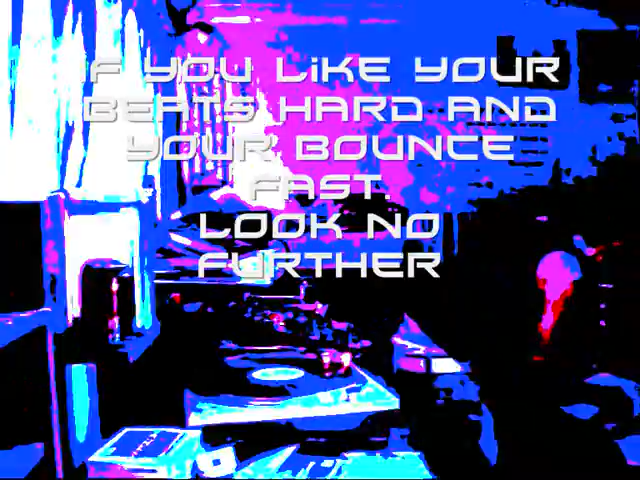 IF YOU LIKE YOUR
BEATS HARD AND
YOUR BOUNCE
FAST.
LOOK NO
FURTHER